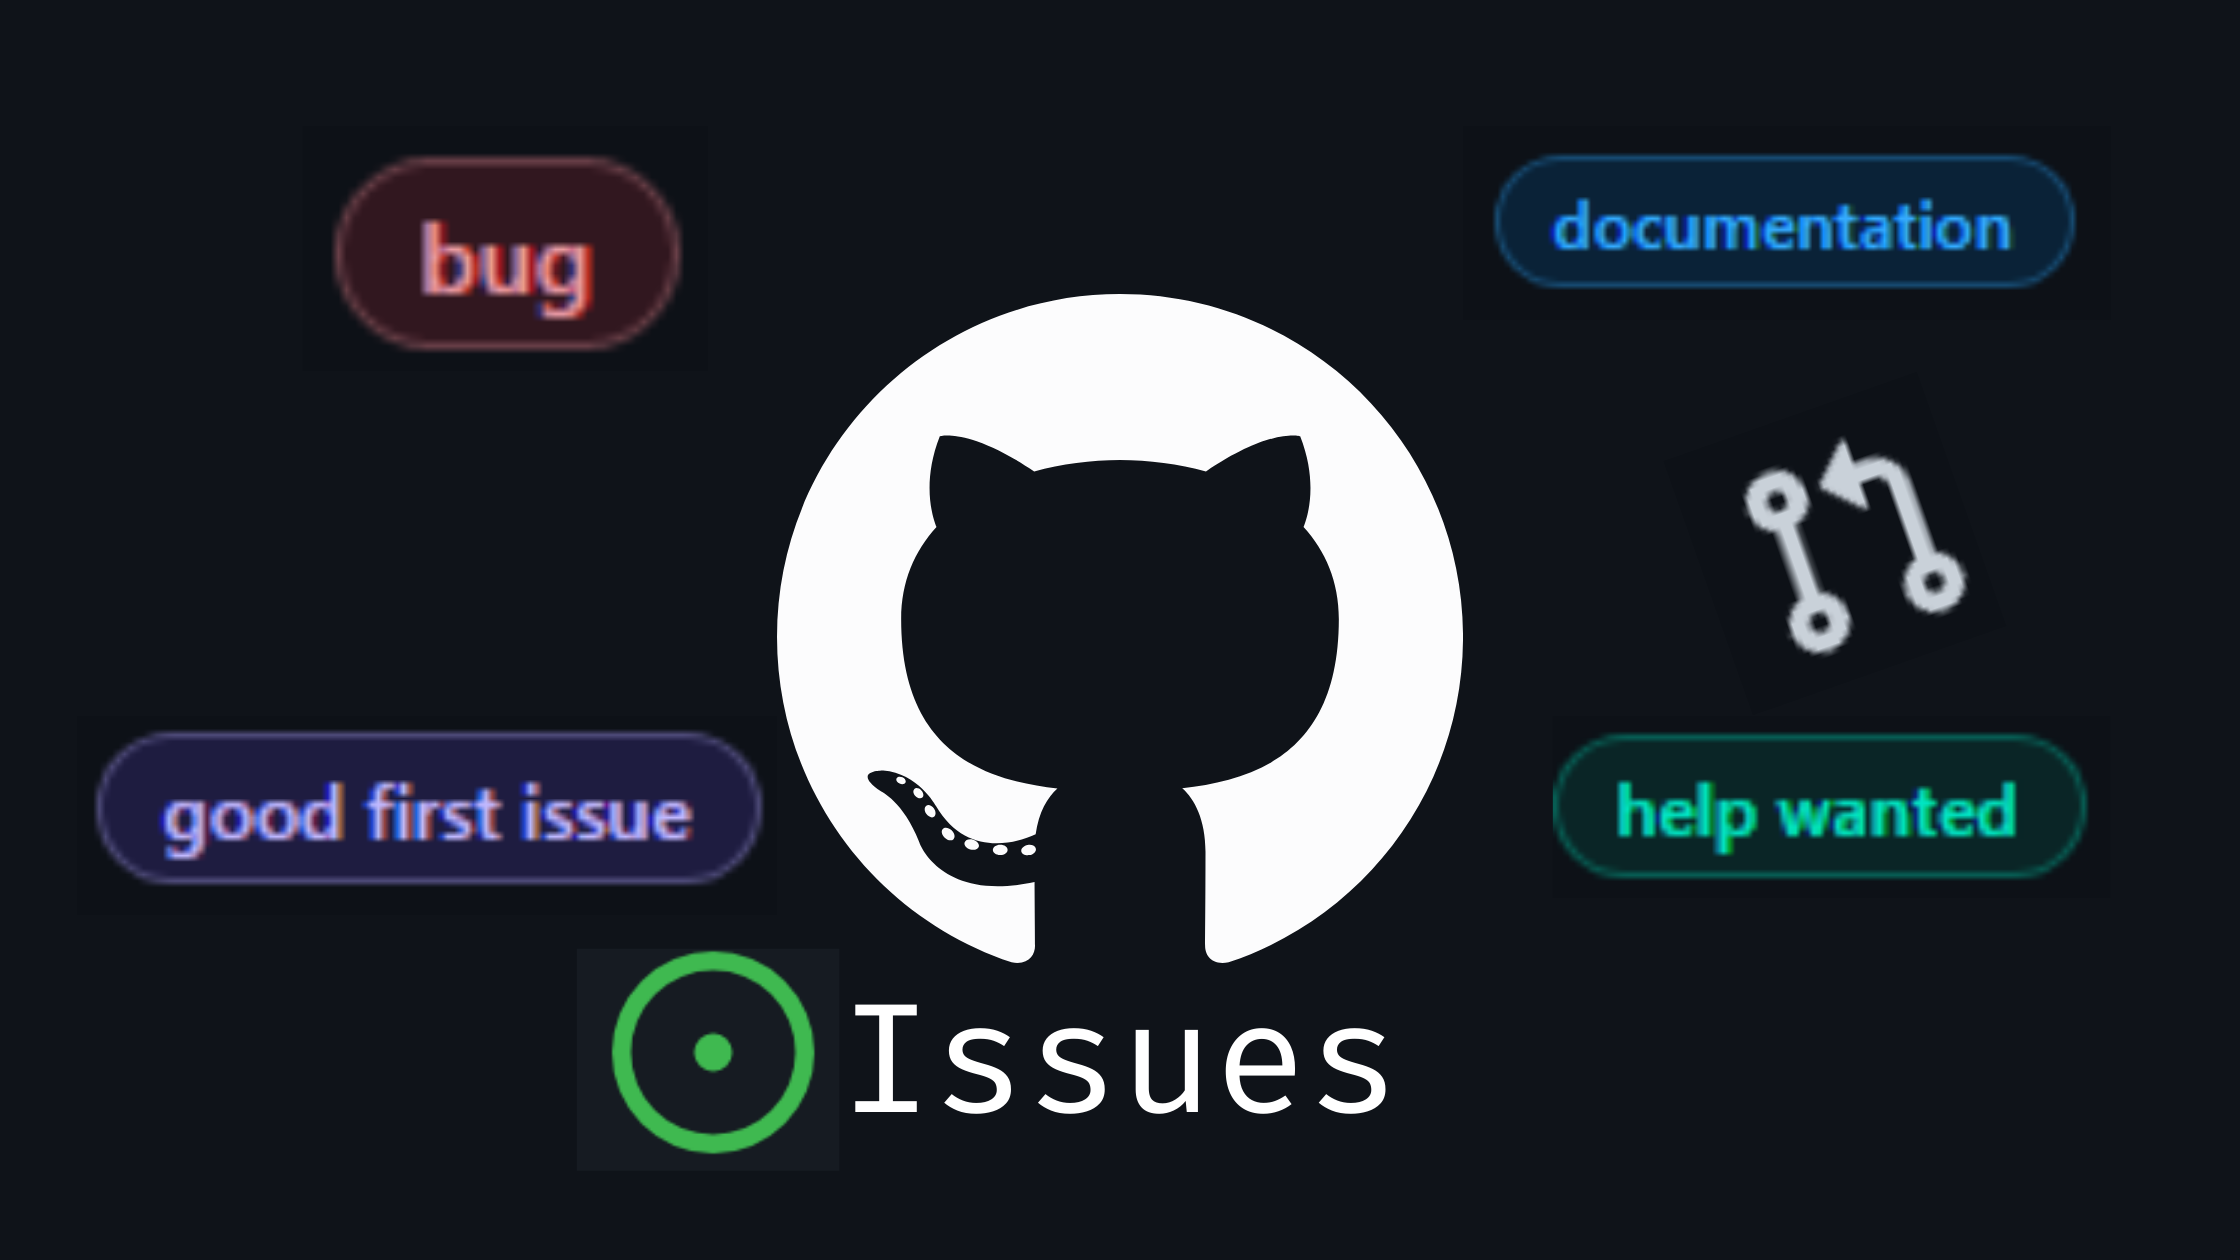 bug
documentation
good first issue
help wanted
Issues